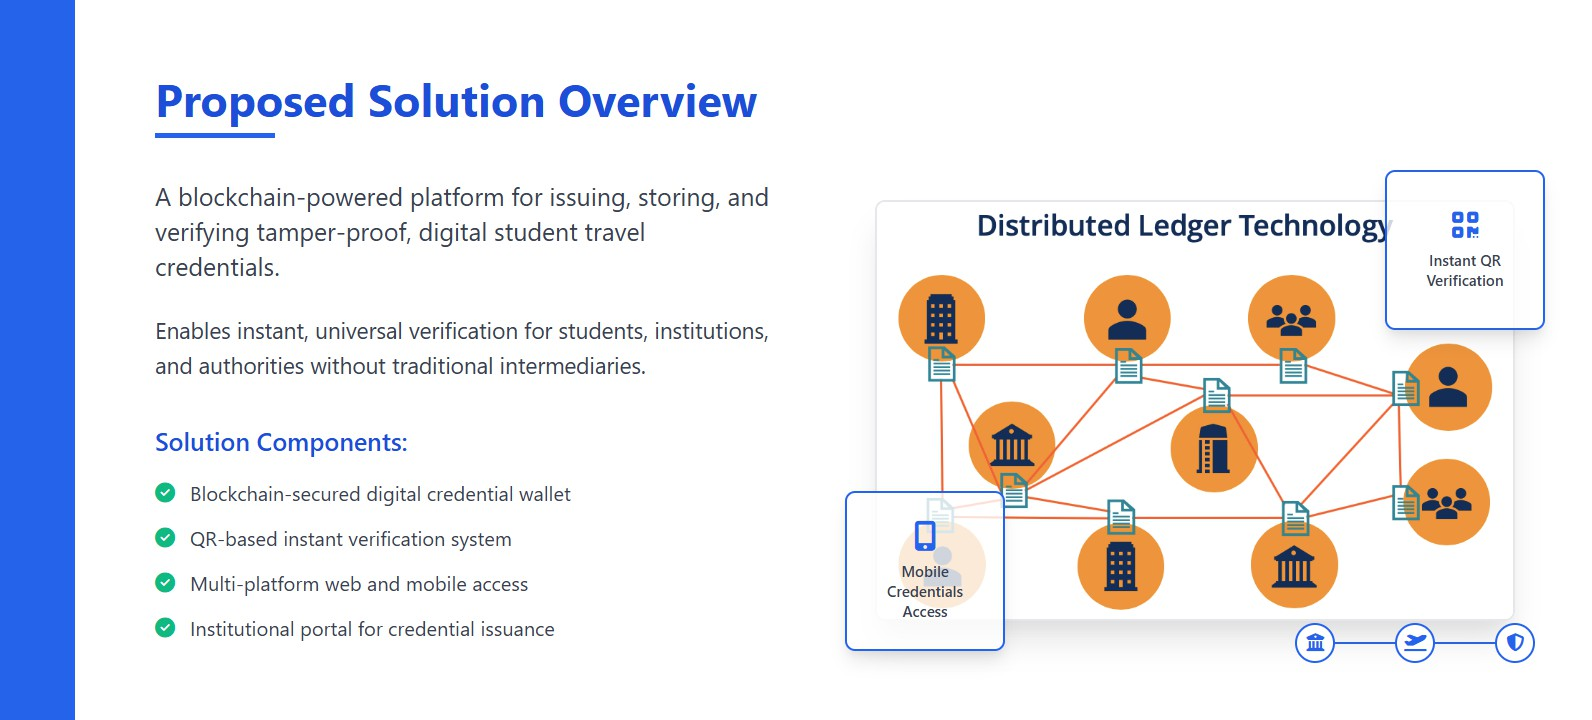 Proposed Solution Overview
A blockchain-powered platform for issuing, storing, and
verifying tamper-proof, digital student travel
credentials.
Enables instant, universal verification for students, institutions,
and authorities without traditional intermediaries.
Solution Components:
Blockchain-secured digital credential wallet
QR-based instant verification system
Multi-platform web and mobile access
Institutional portal for credential issuance
Distributed Ledger Technology
Instant QR
Verification
Mobile
Credentials
Access